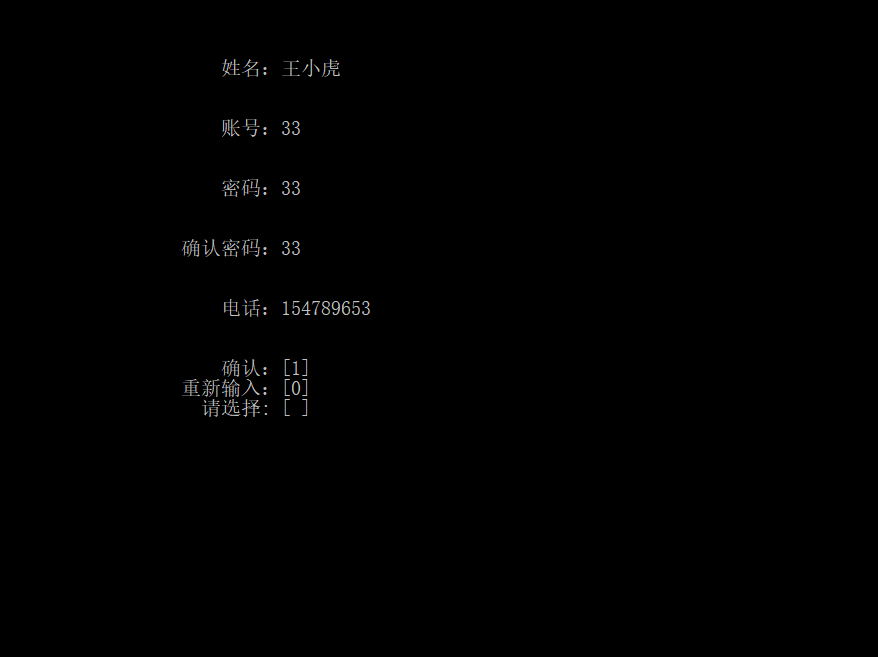 姓名：王小虎
账号：33
密码：33
确认密码：33
电话：154789653
确认：[1]
重新输入：[0]
请选择：[ ]